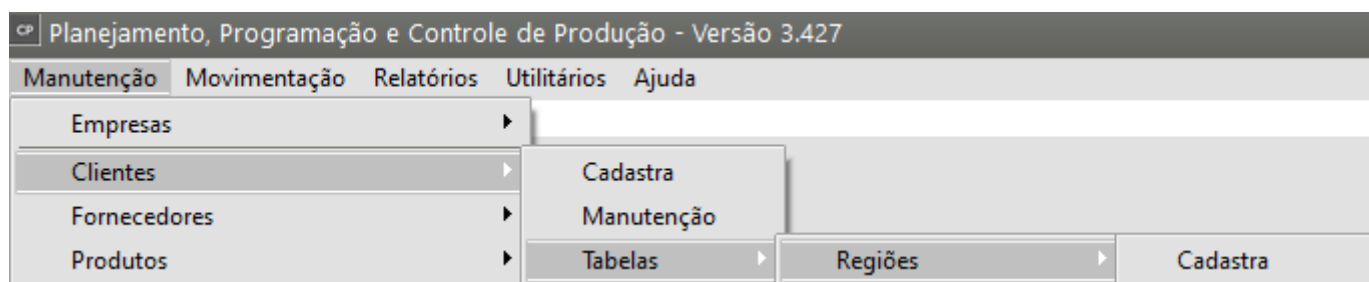 CP Planejamento, Programação e Controle de Produção - Versão 3.427
Manutenção Movimentação Relatórios Utilitários Ajuda
Empresas
Clientes Cadastra
Fornecedores Manutenção
Produtos Tabelas Regiões Cadastra